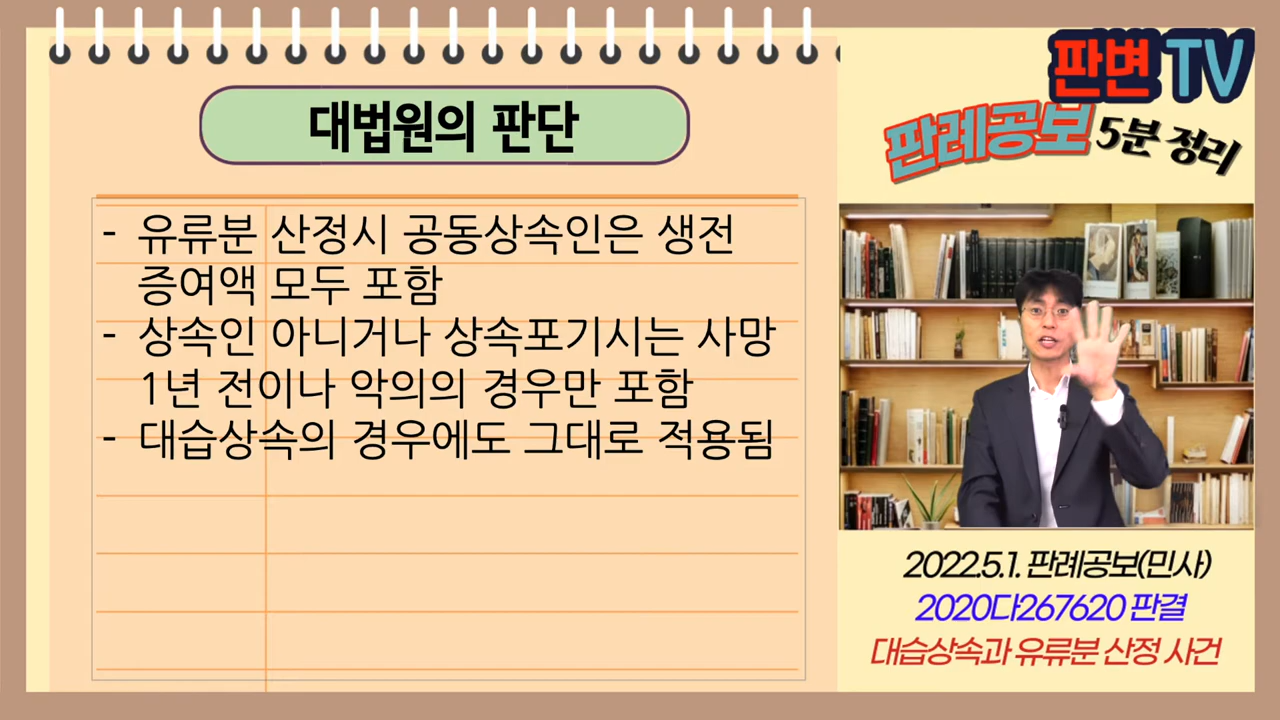 판변 TV
판례공보 5분 정리
대법원의 판단
- 유류분 산정시 공동상속인은 생전
증여액 모두 포함
- 상속인 아니거나 상속포기시는 사망
1년 전이나 악의의 경우만 포함
- 대습상속의 경우에도 그대로 적용됨
2022.5.1. 판례공보(민사)
2020다267620 판결
대습상속과 유류분 산정 사건